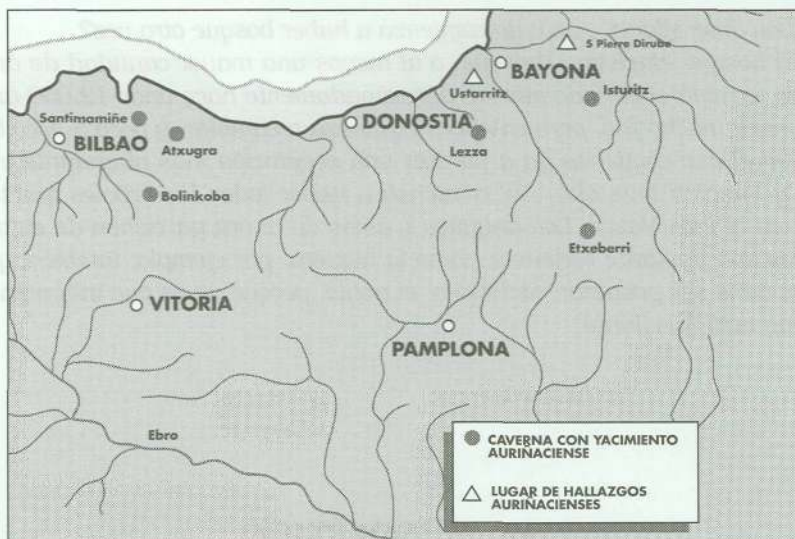 S Pierre Dirube
BAYONA
Isturitz
Ustarritz
Santimamiñe
DONOSTIA
BILBAO
Atxugra
Lezza
Bolinkoba
Etxeberri
VITORIA
PAMPLONA
Ebro
CAVERNA CON YACIMIENTO
AURIÑACIENSE
LUGAR DE HALLAZGOS
AURIÑACIENSES